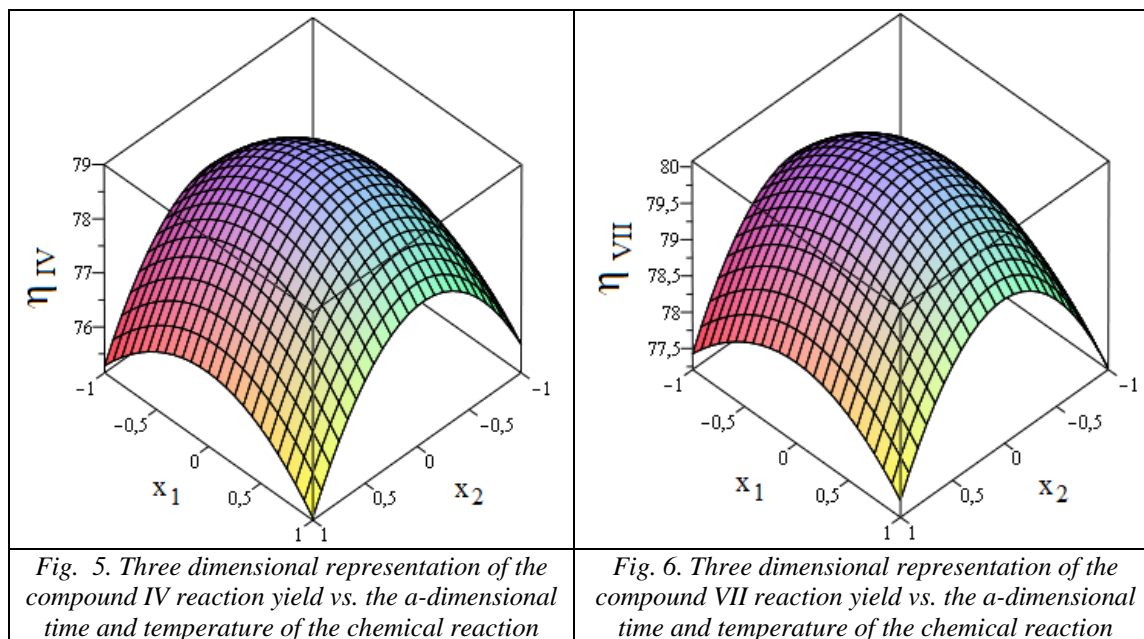 79
78
77
76
η IV
-1
-0,5
0
0,5
1
x1
1
0,5
0
-0,5
-1
x2
80
79,5
79
78,5
78
77,5
η VII
-1
-0,5
0
0,5
1
x1
1
0,5
0
-0,5
-1
x2
Fig. 5. Three dimensional representation of the
compound IV reaction yield vs. the a-dimensional
time and temperature of the chemical reaction
Fig. 6. Three dimensional representation of the
compound VII reaction yield vs. the a-dimensional
time and temperature of the chemical reaction